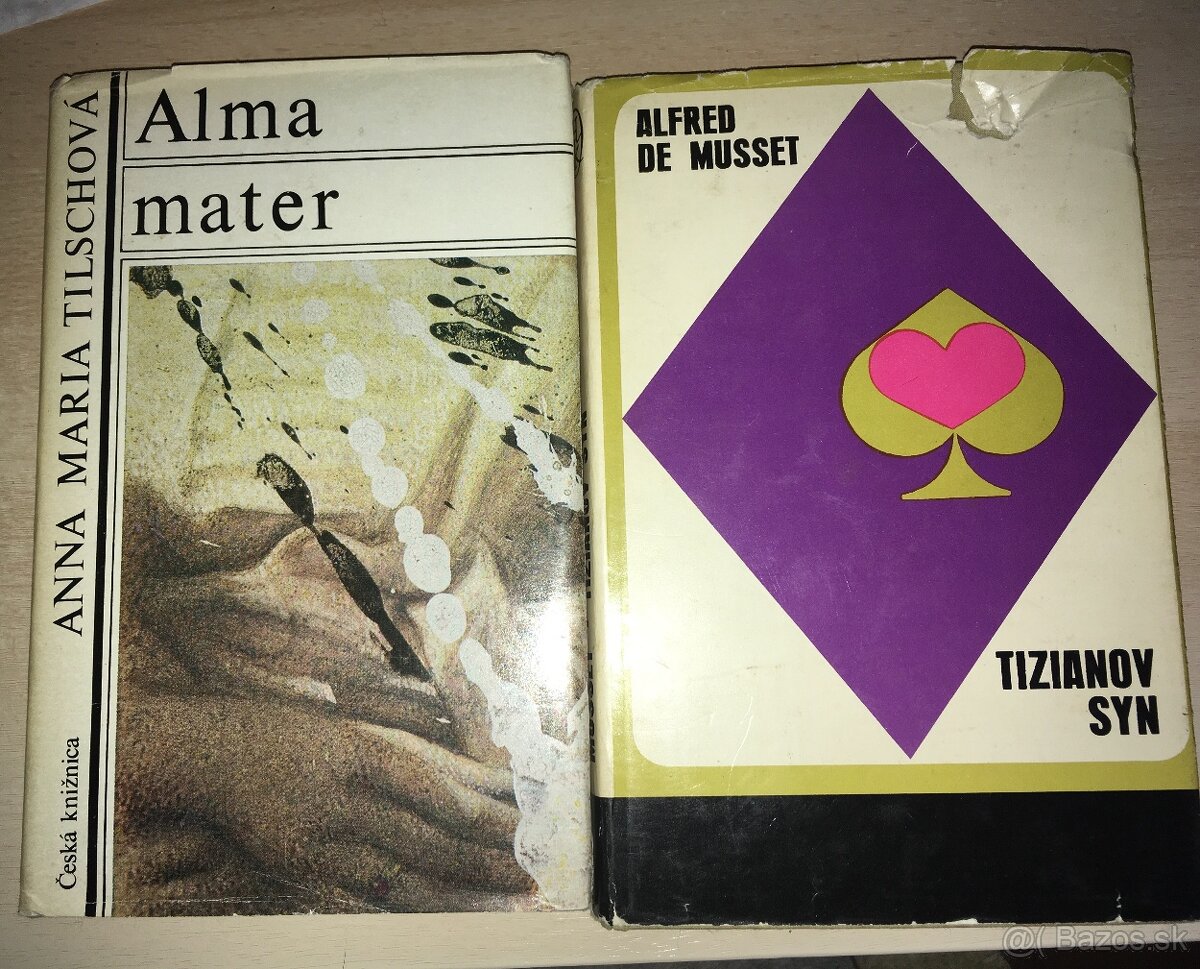 Alma
mater
ANNA MARIA TILSCHOVÁ
Česká knižnica
ALFRED
DE MUSSET
TIZIANOV
SYN
@( Bazos.sk